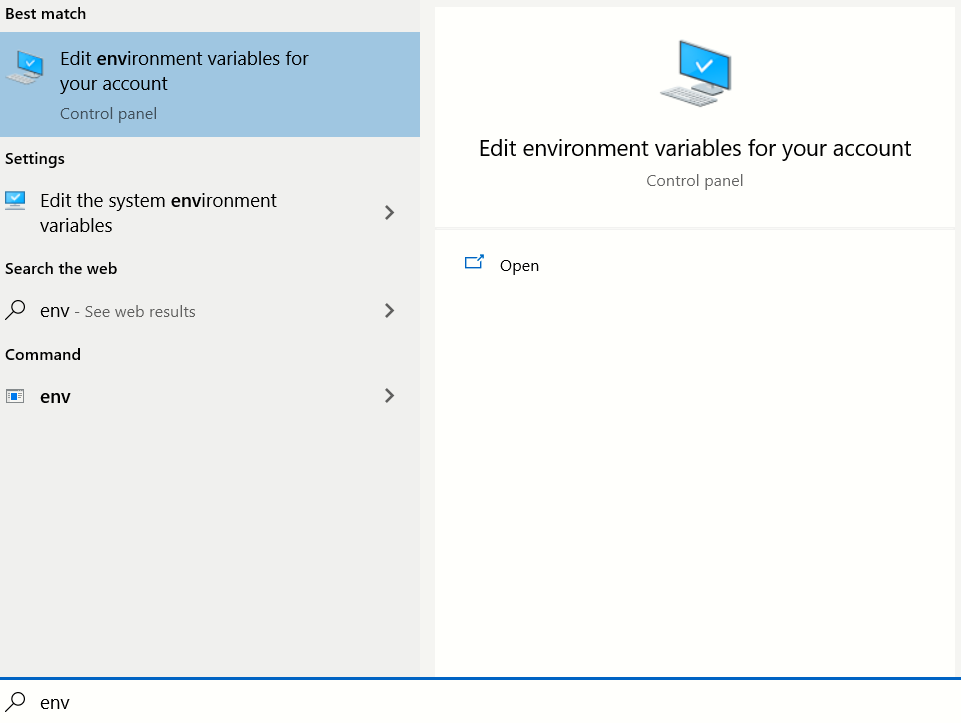 Best match
Edit environment variables for
your account
Control panel
Settings
Edit the system environment
variables
Search the web
env - See web results
Command
env
Edit environment variables for your account
Control panel
Open
env